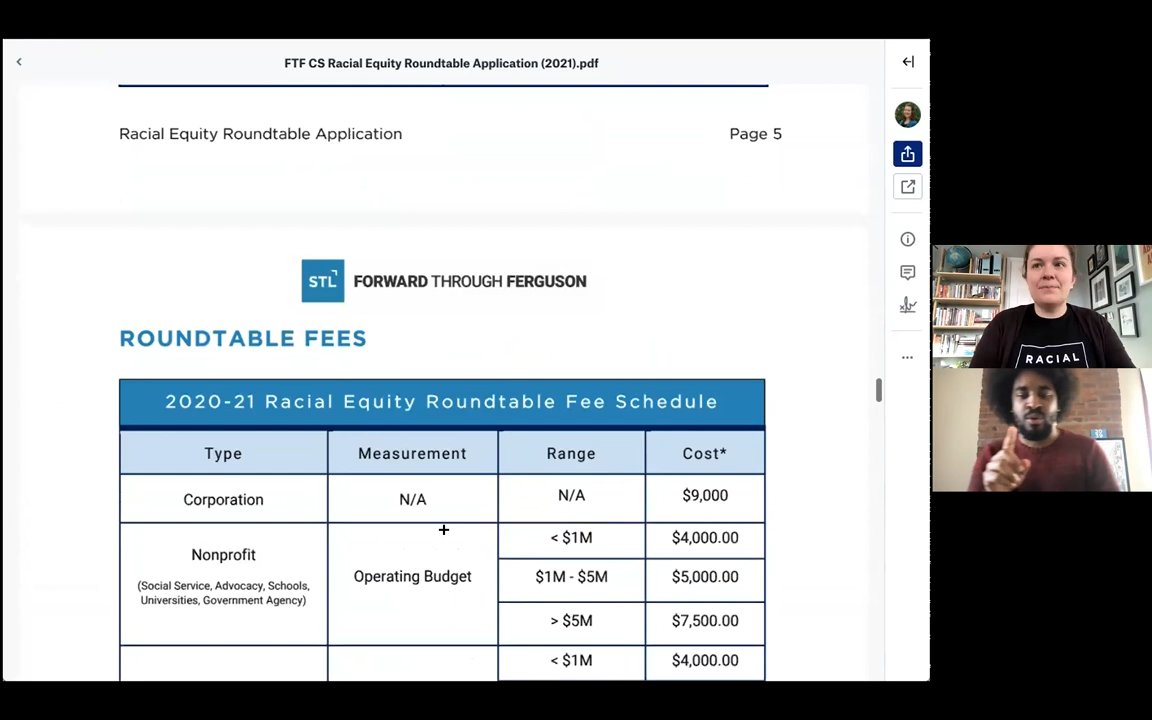 FTF CS Racial Equity Roundtable Application (2021).pdf
Racial Equity Roundtable Application Page 5
STL FORWARD THROUGH FERGUSON
ROUNDTABLE FEES
2020-21 Racial Equity Roundtable Fee Schedule
Type Measurement Range Cost*
Corporation N/A N/A $9,000
Nonprofit
(Social Service, Advocacy, Schools,
Universities, Government Agency)
Operating Budget
< $1M $4,000.00
$1M - $5M $5,000.00
> $5M $7,500.00
< $1M $4,000.00
RACIAL